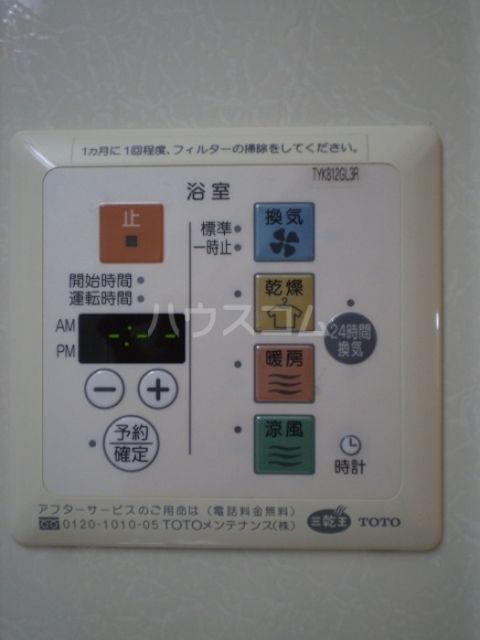 1カ月に1回程度、フィルターの掃除をしてください。
TYK812GL3R
浴室
止
標準
一時止
換気
開始時間
運転時間
乾燥
AM
PM
-:--
ハウスコム
24時間
換気
暖房
予約
確定
涼風
時計
アフターサービスのご用命は(電話料金無料)
0120-1010-05 TOTOメンテナンス(株)
三乾王
TOTO